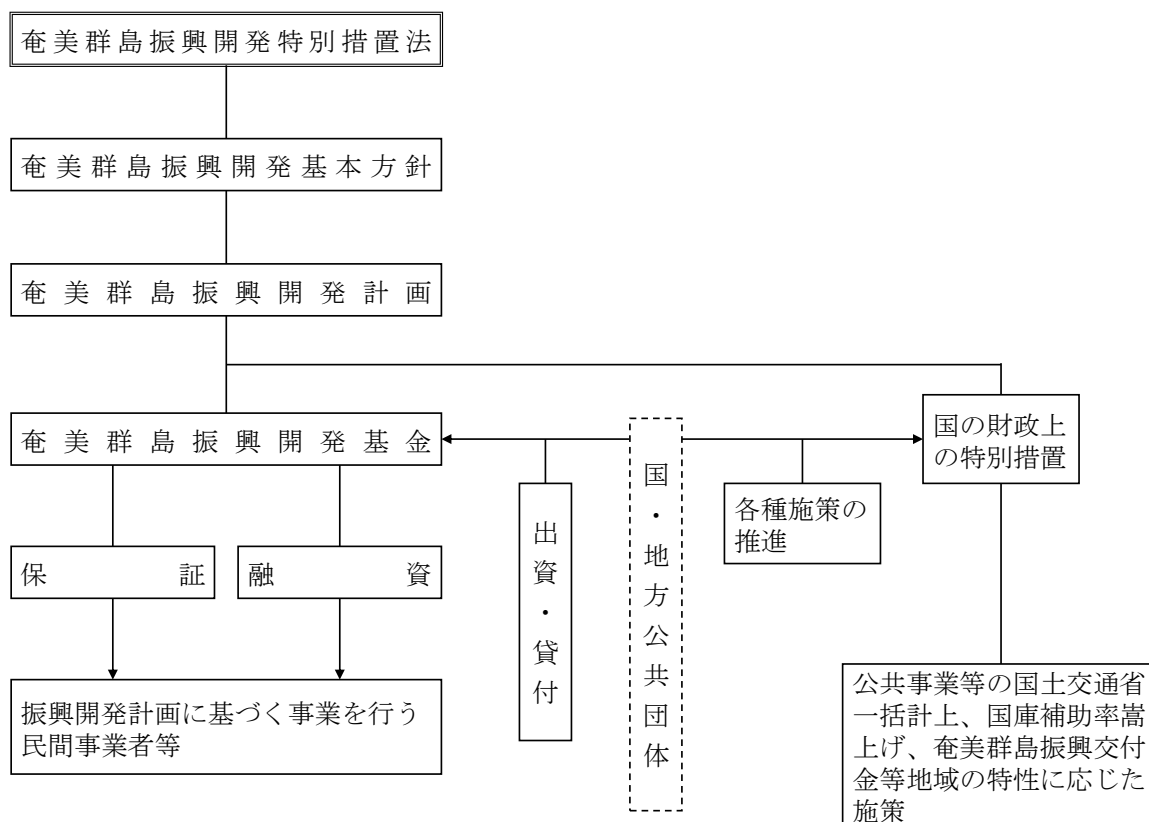 奄美群島振興開発特別措置法
奄美群島振興開発基本方針
奄美群島振興開発計画
奄美群島振興開発基金
国の財政上
の特別措置
国・地方公共団体
出資・貸付
各種施策の
推進
保証
融資
振興開発計画に基づく事業を行う
民間事業者等
公共事業等の国土交通省
一括計上、国庫補助率嵩
上げ、奄美群島振興交付
金等地域の特性に応じた
施策